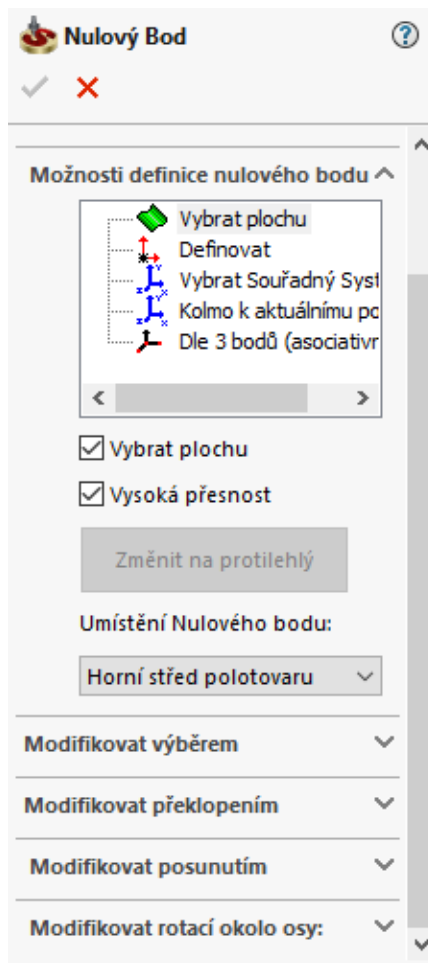 Nulový Bod
Možnosti definice nulového bodu
Vybrat plochu
Definovat
Vybrat Souřadný Syst
Kolmo k aktuálnímu po
Dle 3 bodů (asociativn
Vybrat plochu
Vysoká přesnost
Změnit na protilehlý
Umístění Nulového bodu:
Horní střed polotovaru
Modifikovat výběrem
Modifikovat překlopením
Modifikovat posunutím
Modifikovat rotací okolo osy: